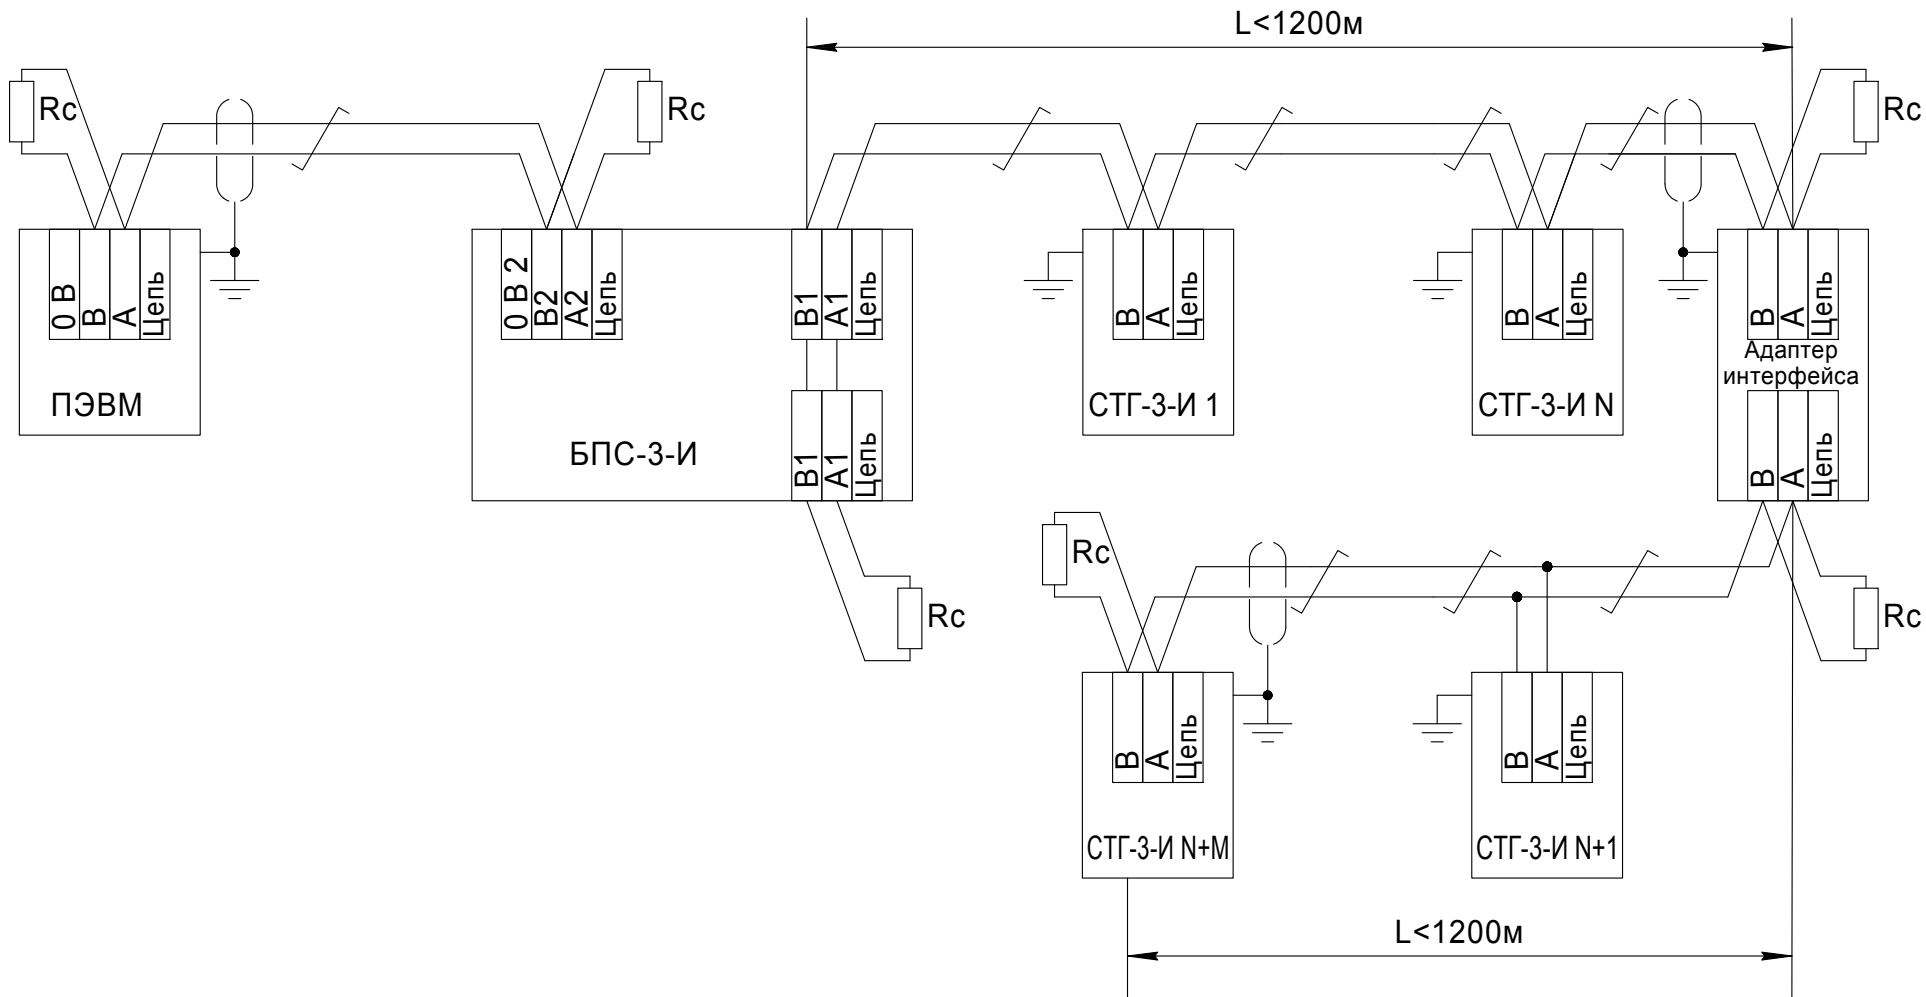 L<1200м
Rc
Rc
Rc
0 В
В
А
Цепь
ПЭВМ
0 В 2
В2
А2
Цепь
В1
А1
Цепь
В1
А1
Цепь
БПС-3-И
Rc
В
А
Цепь
СТГ-3-И 1
В
А
Цепь
СТГ-3-И N
В
А
Цепь
Адаптер
интерфейса
В
А
Цепь
Rc
Rc
В
А
Цепь
СТГ-3-И N+M
В
А
Цепь
СТГ-3-И N+1
L<1200м